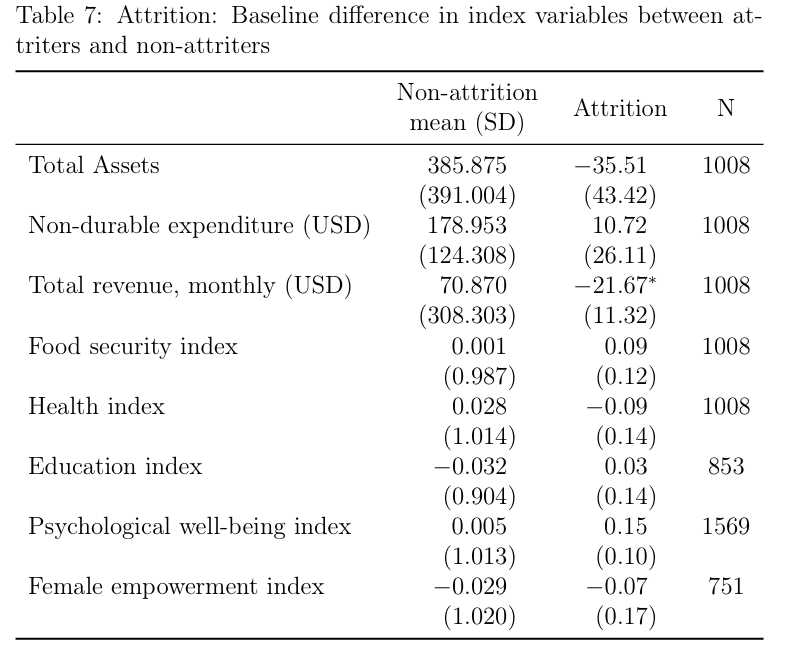 Table 7: Attrition: Baseline difference in index variables between at-
triters and non-attriters
Non-attrition
mean (SD) Attrition N
Total Assets 385.875 −35.51 1008
(391.004) (43.42)
Non-durable expenditure (USD) 178.953 10.72 1008
(124.308) (26.11)
Total revenue, monthly (USD) 70.870 −21.67* 1008
(308.303) (11.32)
Food security index 0.001 0.09 1008
(0.987) (0.12)
Health index 0.028 −0.09 1008
(1.014) (0.14)
Education index −0.032 0.03 853
(0.904) (0.14)
Psychological well-being index 0.005 0.15 1569
(1.013) (0.10)
Female empowerment index −0.029 −0.07 751
(1.020) (0.17)